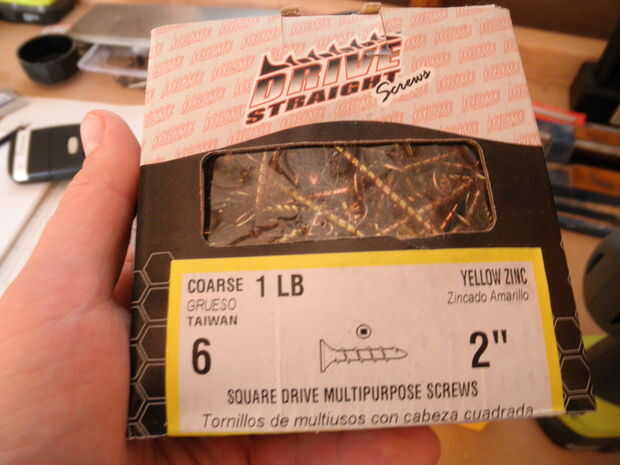 DRIVE
STRAIGHT
Screws
COARSE 1 LB YELLOW ZINC
GRUESO Zincado Amarillo
TAIWAN
6 2"
SQUARE DRIVE MULTIPURPOSE SCREWS
Tornillos de multiusos con cabeza cuadrada